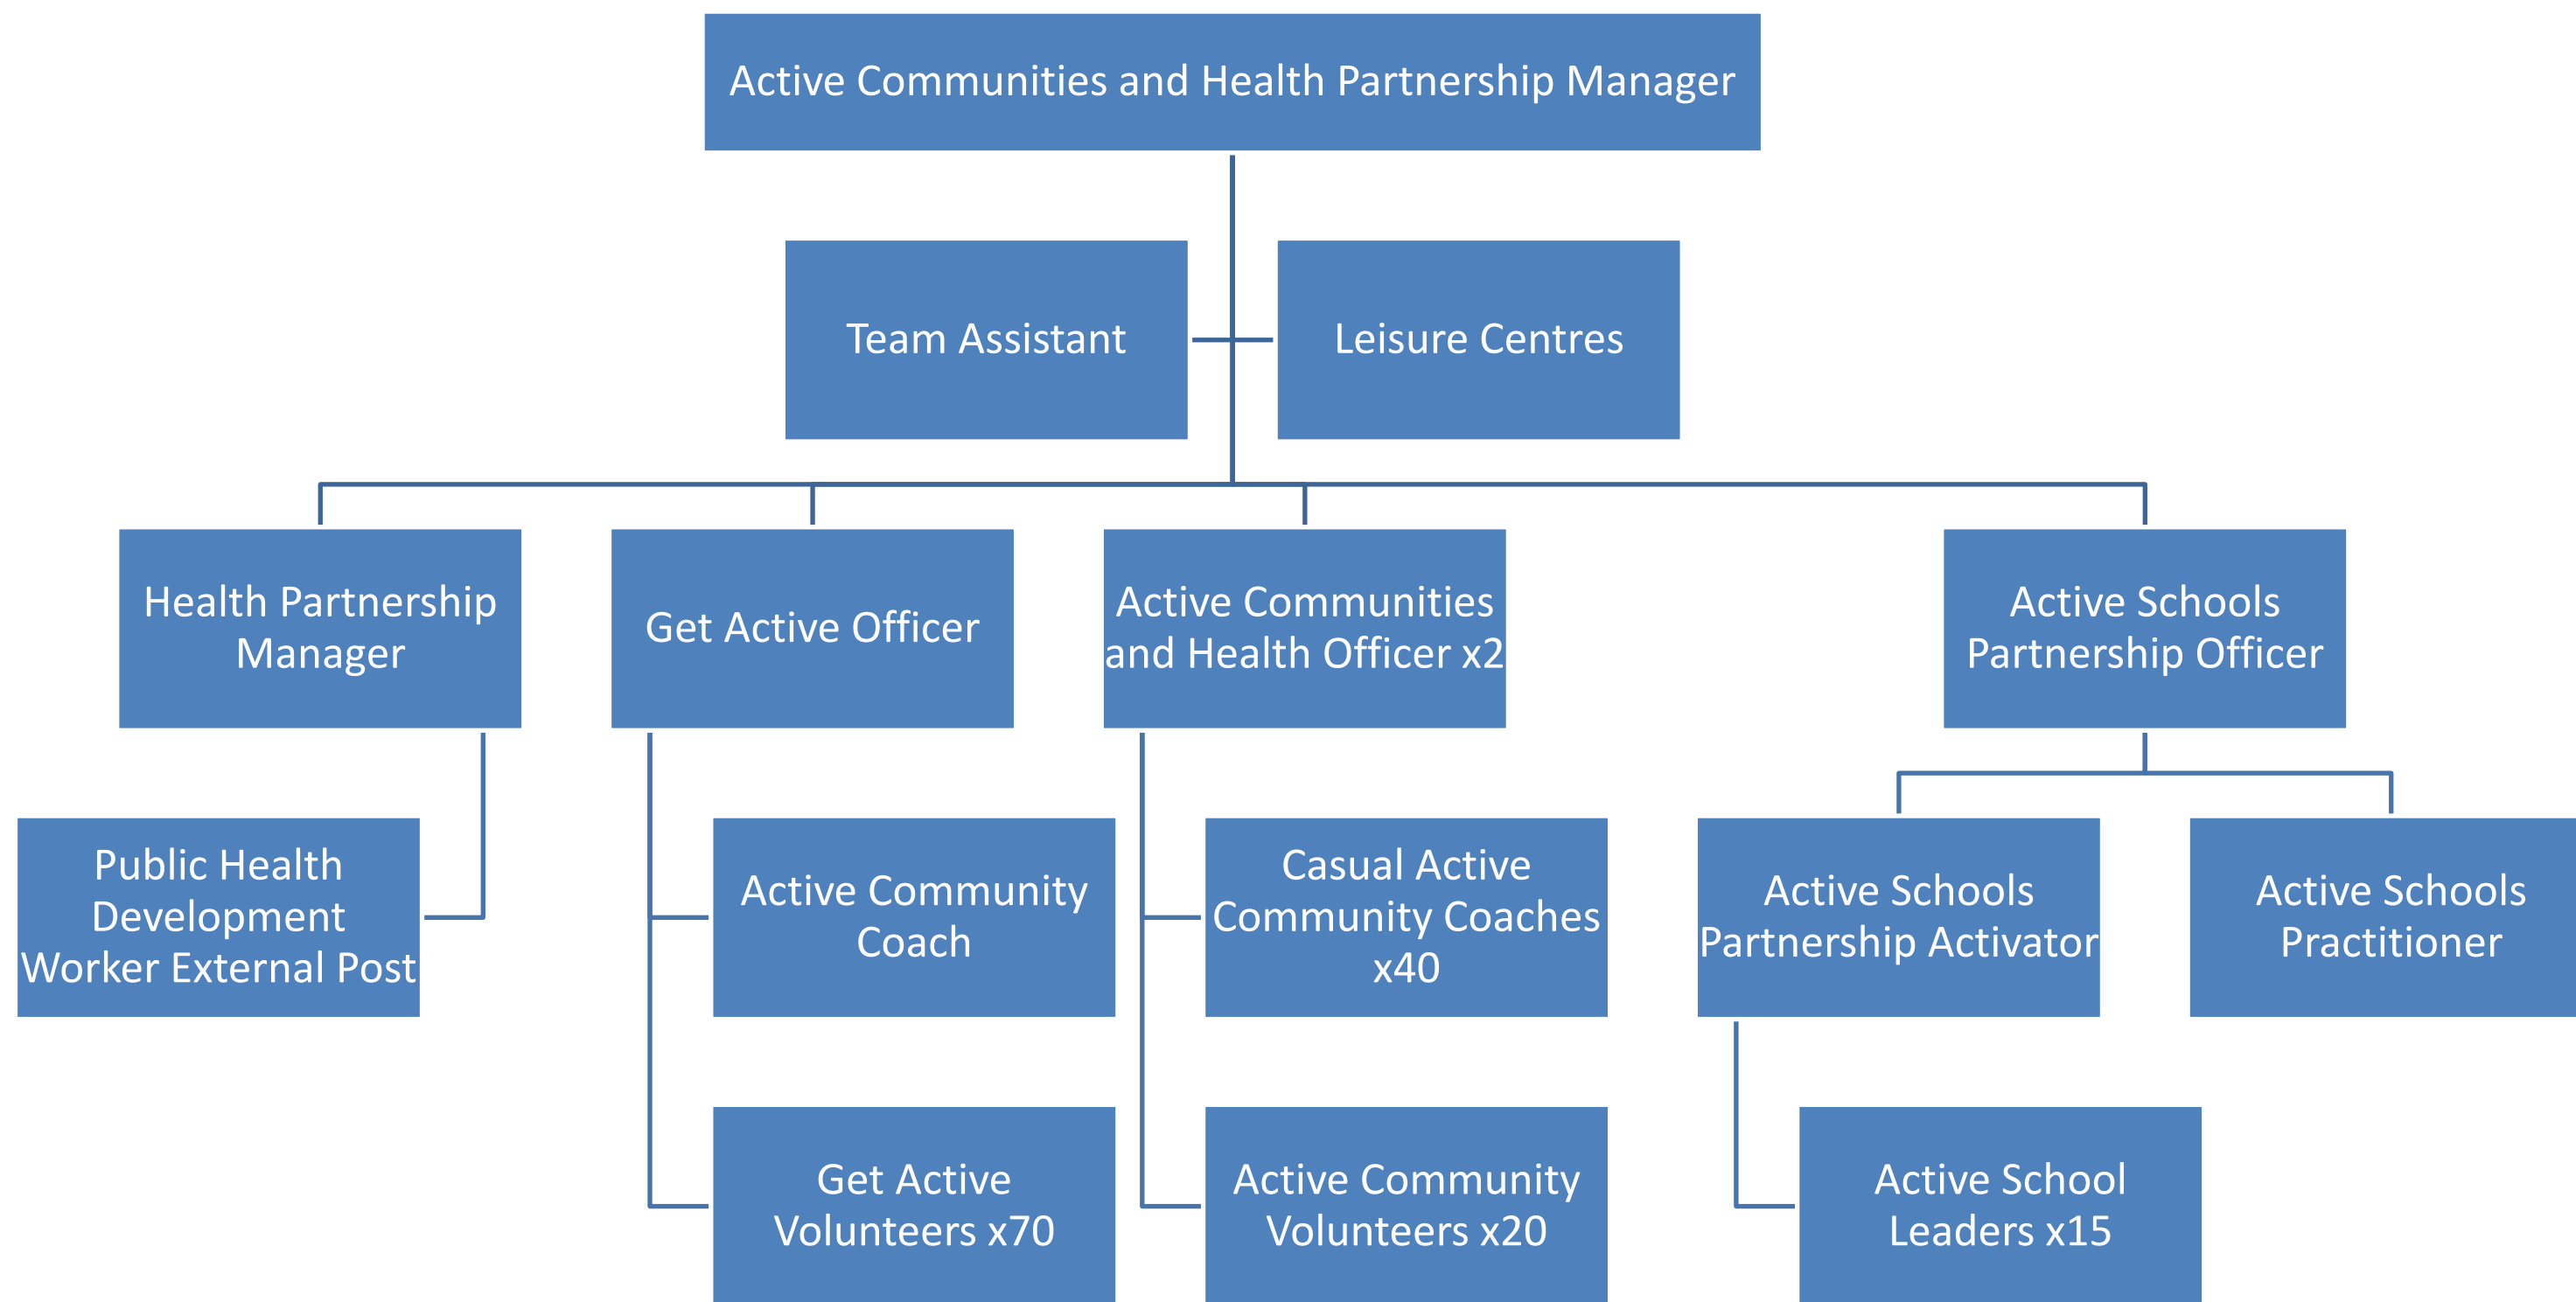 Active Communities and Health Partnership Manager
Team Assistant
Leisure Centres
Health Partnership
Manager
Get Active Officer
Active Communities
and Health Officer x2
Active Schools
Partnership Officer
Public Health
Development
Worker External Post
Active Community
Coach
Casual Active
Community Coaches
x40
Active Schools
Partnership Activator
Active Schools
Practitioner
Get Active
Volunteers x70
Active Community
Volunteers x20
Active School
Leaders x15